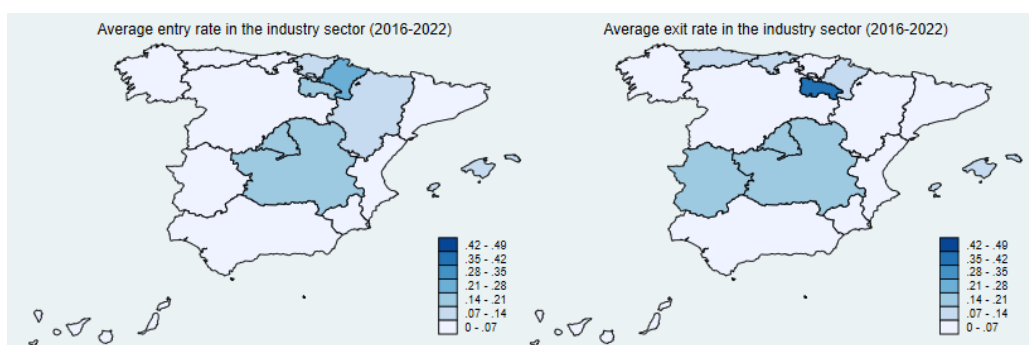 Average entry rate in the industry sector (2016-2022)
.42 - .49
.35 - .42
.28 - .35
.21 - .28
.14 - .21
.07 - .14
0 - .07
Average exit rate in the industry sector (2016-2022)
.42 - .49
.35 - .42
.28 - .35
.21 - .28
.14 - .21
.07 - .14
0 - .07